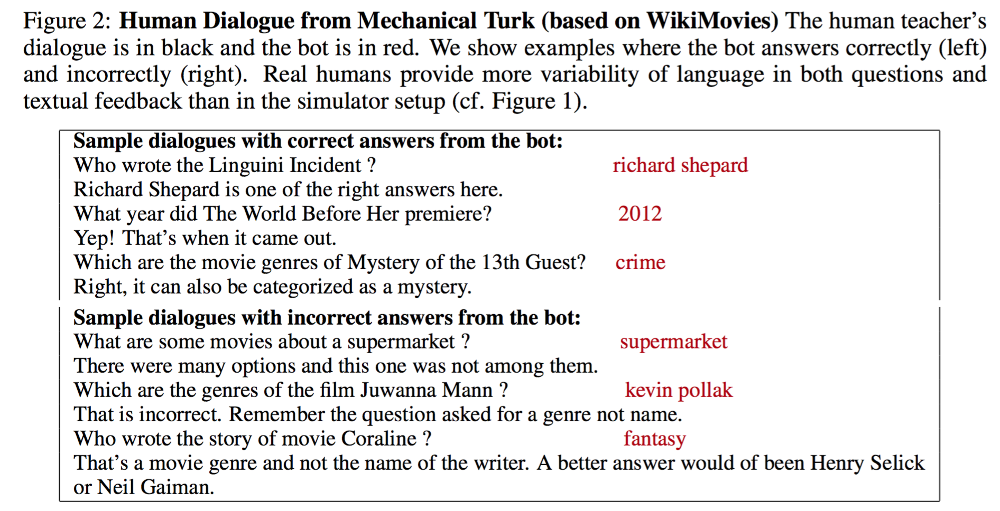 Figure 2: Human Dialogue from Mechanical Turk (based on WikiMovies) The human teacher’s
dialogue is in black and the bot is in red. We show examples where the bot answers correctly (left)
and incorrectly (right). Real humans provide more variability of language in both questions and
textual feedback than in the simulator setup (cf. Figure 1).
Sample dialogues with correct answers from the bot:
Who wrote the Linguini Incident ? richard shepard
Richard Shepard is one of the right answers here.
What year did The World Before Her premiere? 2012
Yep! That’s when it came out.
Which are the movie genres of Mystery of the 13th Guest? crime
Right, it can also be categorized as a mystery.
Sample dialogues with incorrect answers from the bot:
What are some movies about a supermarket ? supermarket
There were many options and this one was not among them.
Which are the genres of the film Juwanna Mann ? kevin pollak
That is incorrect. Remember the question asked for a genre not name.
Who wrote the story of movie Coraline ? fantasy
That’s a movie genre and not the name of the writer. A better answer would of been Henry Selick
or Neil Gaiman.